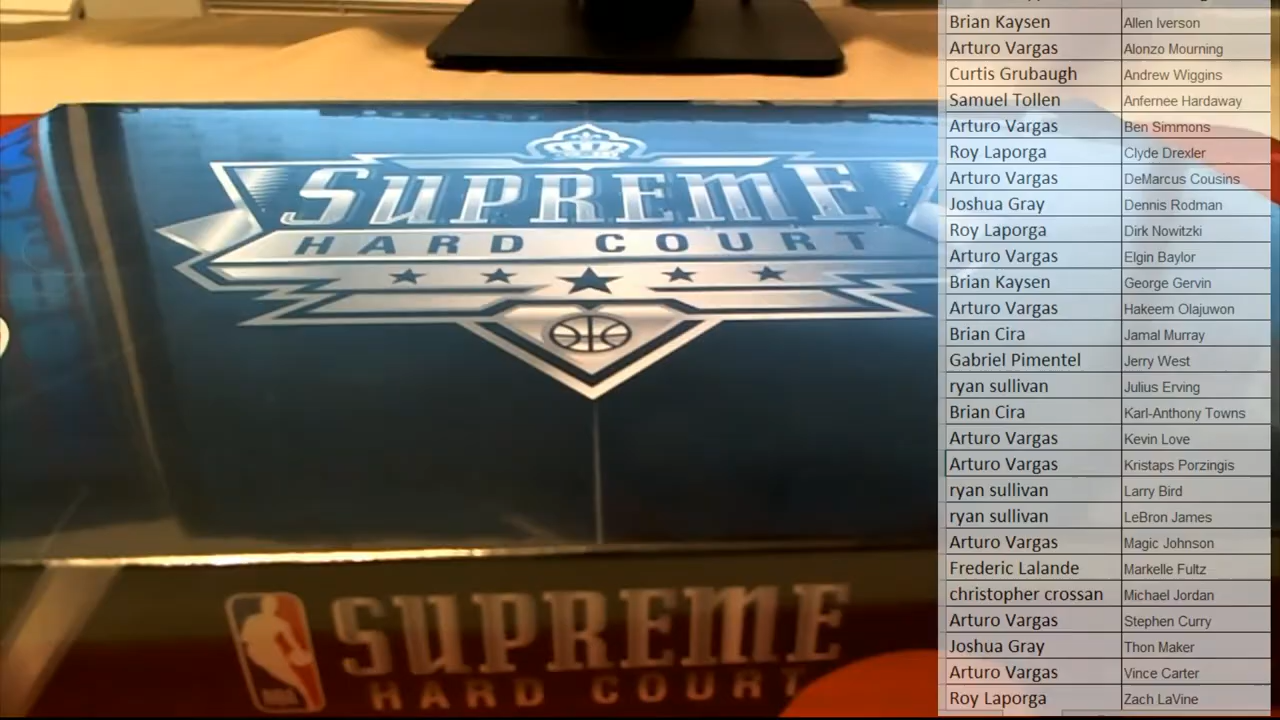 SUPREME
HARD COURT
SUPREME
HARD COURT
NBA
Brian Kaysen Allen Iverson
Arturo Vargas Alonzo Mourning
Curtis Grubaugh Andrew Wiggins
Samuel Tollen Anfernee Hardaway
Arturo Vargas Ben Simmons
Roy Laporga Clyde Drexler
Arturo Vargas DeMarcus Cousins
Joshua Gray Dennis Rodman
Roy Laporga Dirk Nowitzki
Arturo Vargas Elgin Baylor
Brian Kaysen George Gervin
Arturo Vargas Hakeem Olajuwon
Brian Cira Jamal Murray
Gabriel Pimentel Jerry West
ryan sullivan Julius Erving
Brian Cira Karl-Anthony Towns
Arturo Vargas Kevin Love
Arturo Vargas Kristaps Porzingis
ryan sullivan Larry Bird
ryan sullivan LeBron James
Arturo Vargas Magic Johnson
Frederic Lalande Markelle Fultz
christopher crossan Michael Jordan
Arturo Vargas Stephen Curry
Joshua Gray Thon Maker
Arturo Vargas Vince Carter
Roy Laporga Zach LaVine